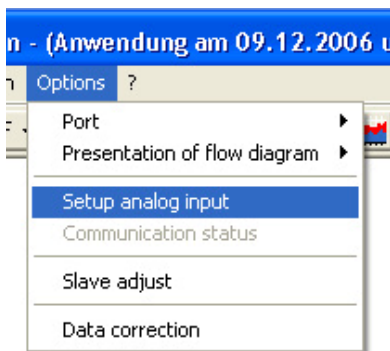 n - (Anwendung am 09.12.2006 u
n Options ?
Port
Presentation of flow diagram
Setup analog input
Communication status
Slave adjust
Data correction